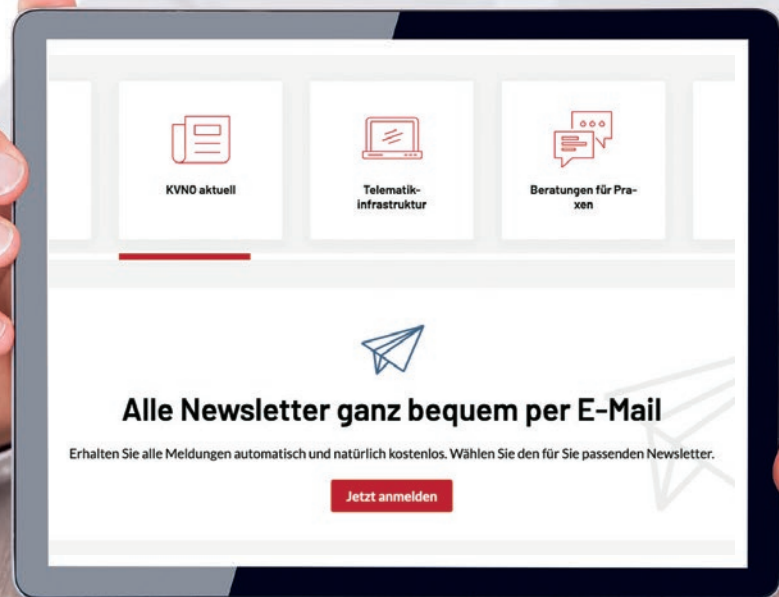 KVNO aktuell
Telematik-
infrastruktur
Beratungen für Pra-
xen
Alle Newsletter ganz bequem per E-Mail
Erhalten Sie alle Meldungen automatisch und natürlich kostenlos. Wählen Sie den für Sie passenden Newsletter.
Jetzt anmelden